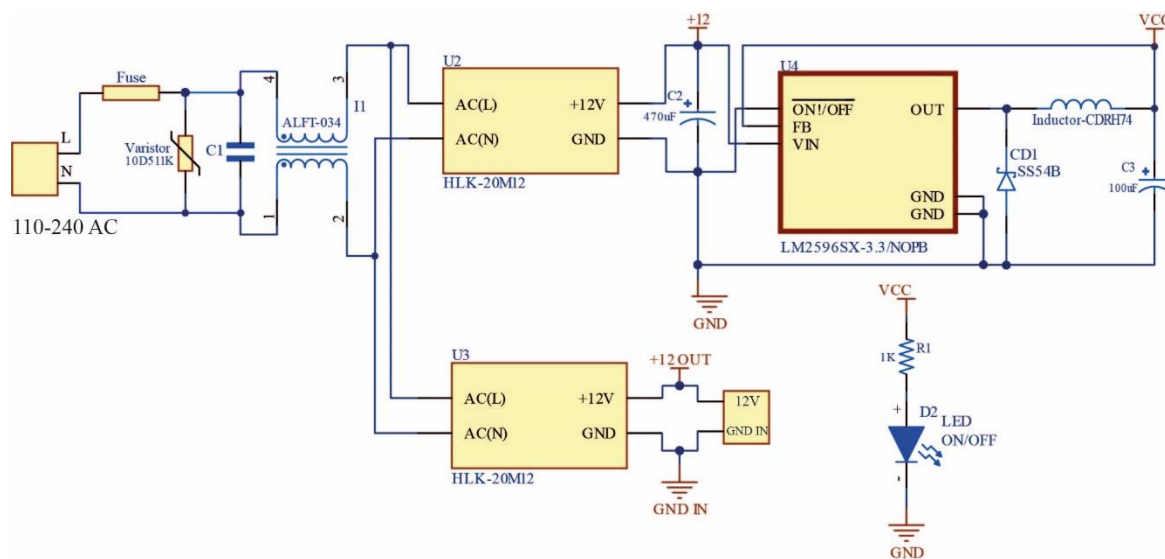 Fuse
L
N
Varistor
10D511K
C1
110-240 AC
4
3
I1
ALFT-034
1
2
U2
AC(L)
AC(N)
+12V
GND
HLK-20M12
+12
C2
+
470uF
GND
U4
ON!/OFF
FB
VIN
OUT
GND
GND
LM2596SX-3.3/NOPB
VCC
Inductor-CDRH74
CD1
SS54B
+
C3
100uF
U3
AC(L)
AC(N)
+12V
GND
HLK-20M12
+12 OUT
12V
GND IN
GND IN
VCC
R1
1K
+
D2
LED
ON/OFF
-
GND